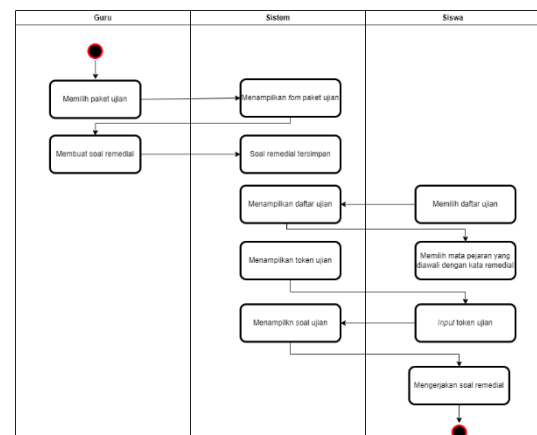 Guru
Sistem
Siswa
Memilih paket ujian
Menampilkan fom paket ujian
Membuat soal remedial
Soal remedial tersimpan
Menampilkan daftar ujian
Memilih daftar ujian
Memilih mata pejaran yang
diawali dengan kata remedial
Menampilkan token ujian
Input token ujian
Menampilkn soal ujian
Mengerjakan soal remedial